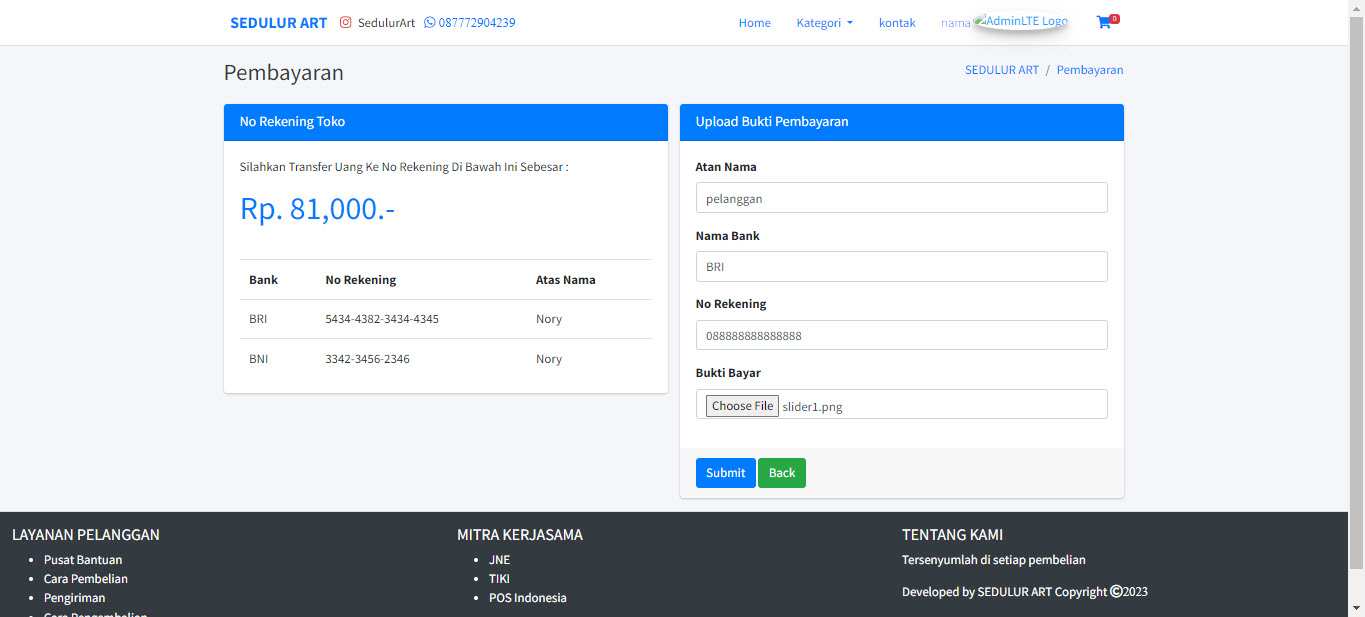 SEDULUR ART SedulurArt 087772904239 Home Kategori kontak nama AdminLTE Logo 0
Pembayaran
SEDULUR ART / Pembayaran
No Rekening Toko
Silahkan Transfer Uang Ke No Rekening Di Bawah Ini Sebesar :
Rp. 81,000.-
Bank No Rekening Atas Nama
BRI 5434-4382-3434-4345 Nory
BNI 3342-3456-2346 Nory
Upload Bukti Pembayaran
Atan Nama
pelanggan
Nama Bank
BRI
No Rekening
088888888888888
Bukti Bayar
Choose File slider1.png
Submit Back
LAYANAN PELANGGAN
Pusat Bantuan
Cara Pembelian
Pengiriman
Cara Pengembalian
MITRA KERJASAMA
JNE
TIKI
POS Indonesia
TENTANG KAMI
Tersenyumlah di setiap pembelian
Developed by SEDULUR ART Copyright ©2023